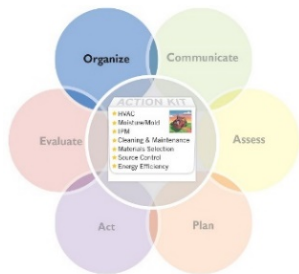 Organize
Communicate
Evaluate
Assess
ACTION KIT
HVAC
Moisture/Mold
IPM
Cleaning & Maintenance
Materials Selection
Source Control
Energy Efficiency
Act
Plan